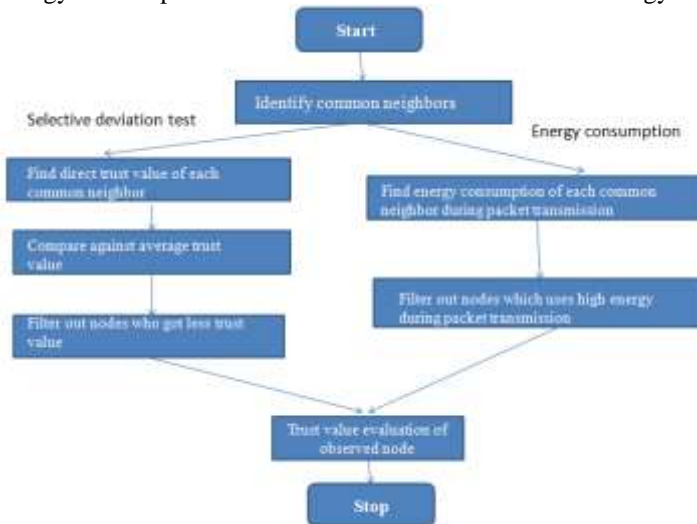 Start
Identify common neighbors
Selective deviation test
Energy consumption
Find direct trust value of each
common neighbor
Find energy consumption of each common
neighbor during packet transmission
Compare against average trust
value
Filter out nodes which uses high energy
during packet transmission
Filter out nodes who got less trust
value
Trust value evaluation of
observed node
Stop